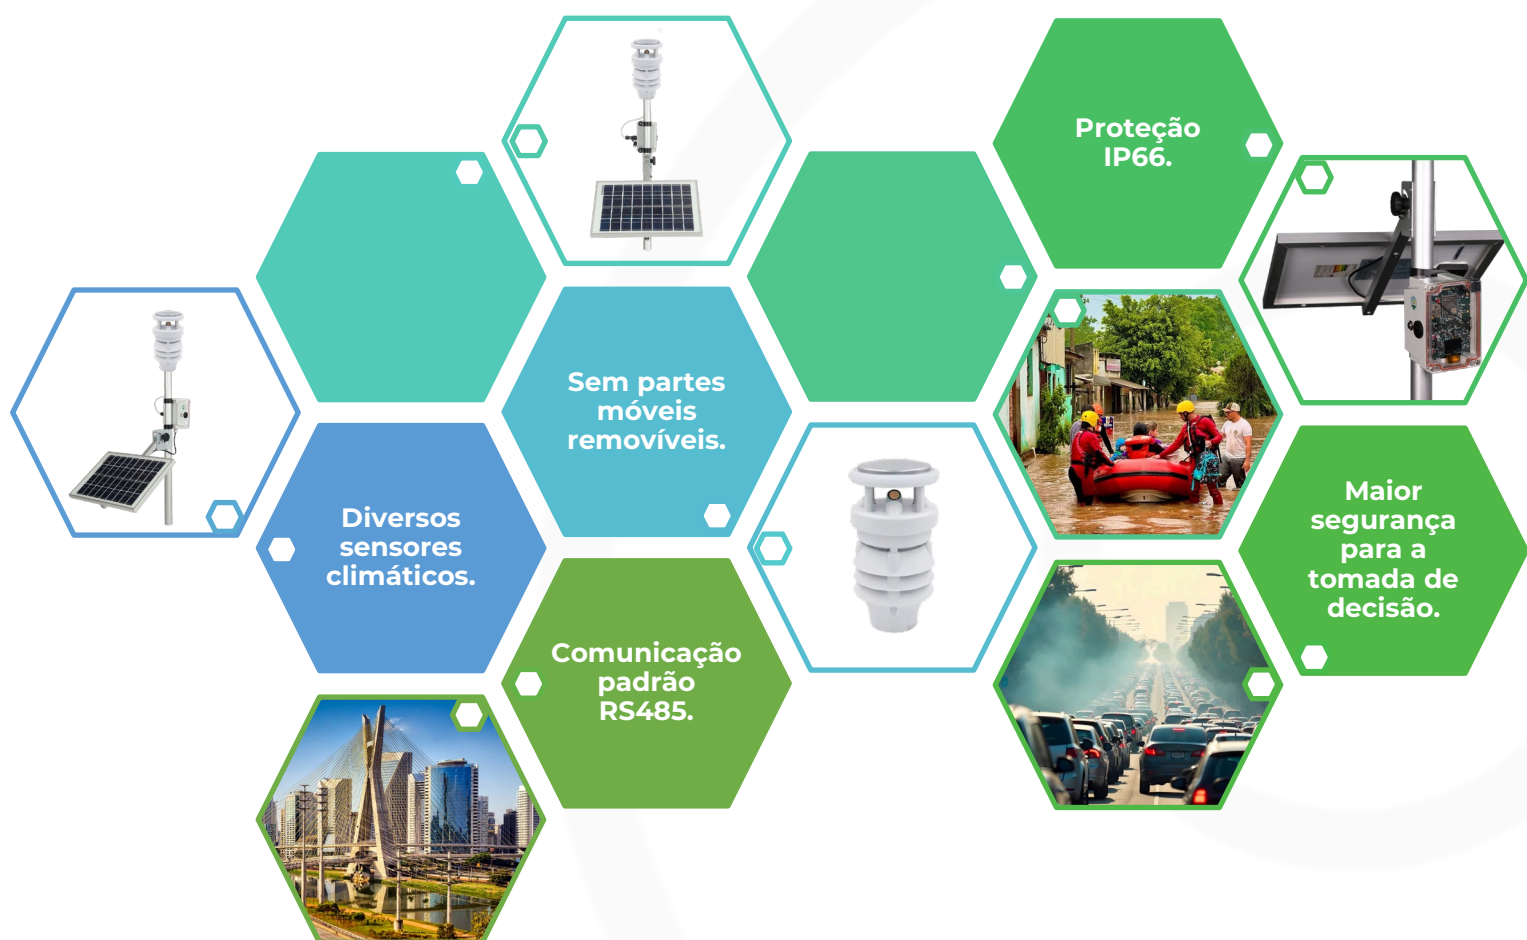 Proteção
IP66.
Sem partes
móveis
removíveis.
Diversos
sensores
climáticos.
Maior
segurança
para a
tomada de
decisão.
Comunicação
padrão
RS485.